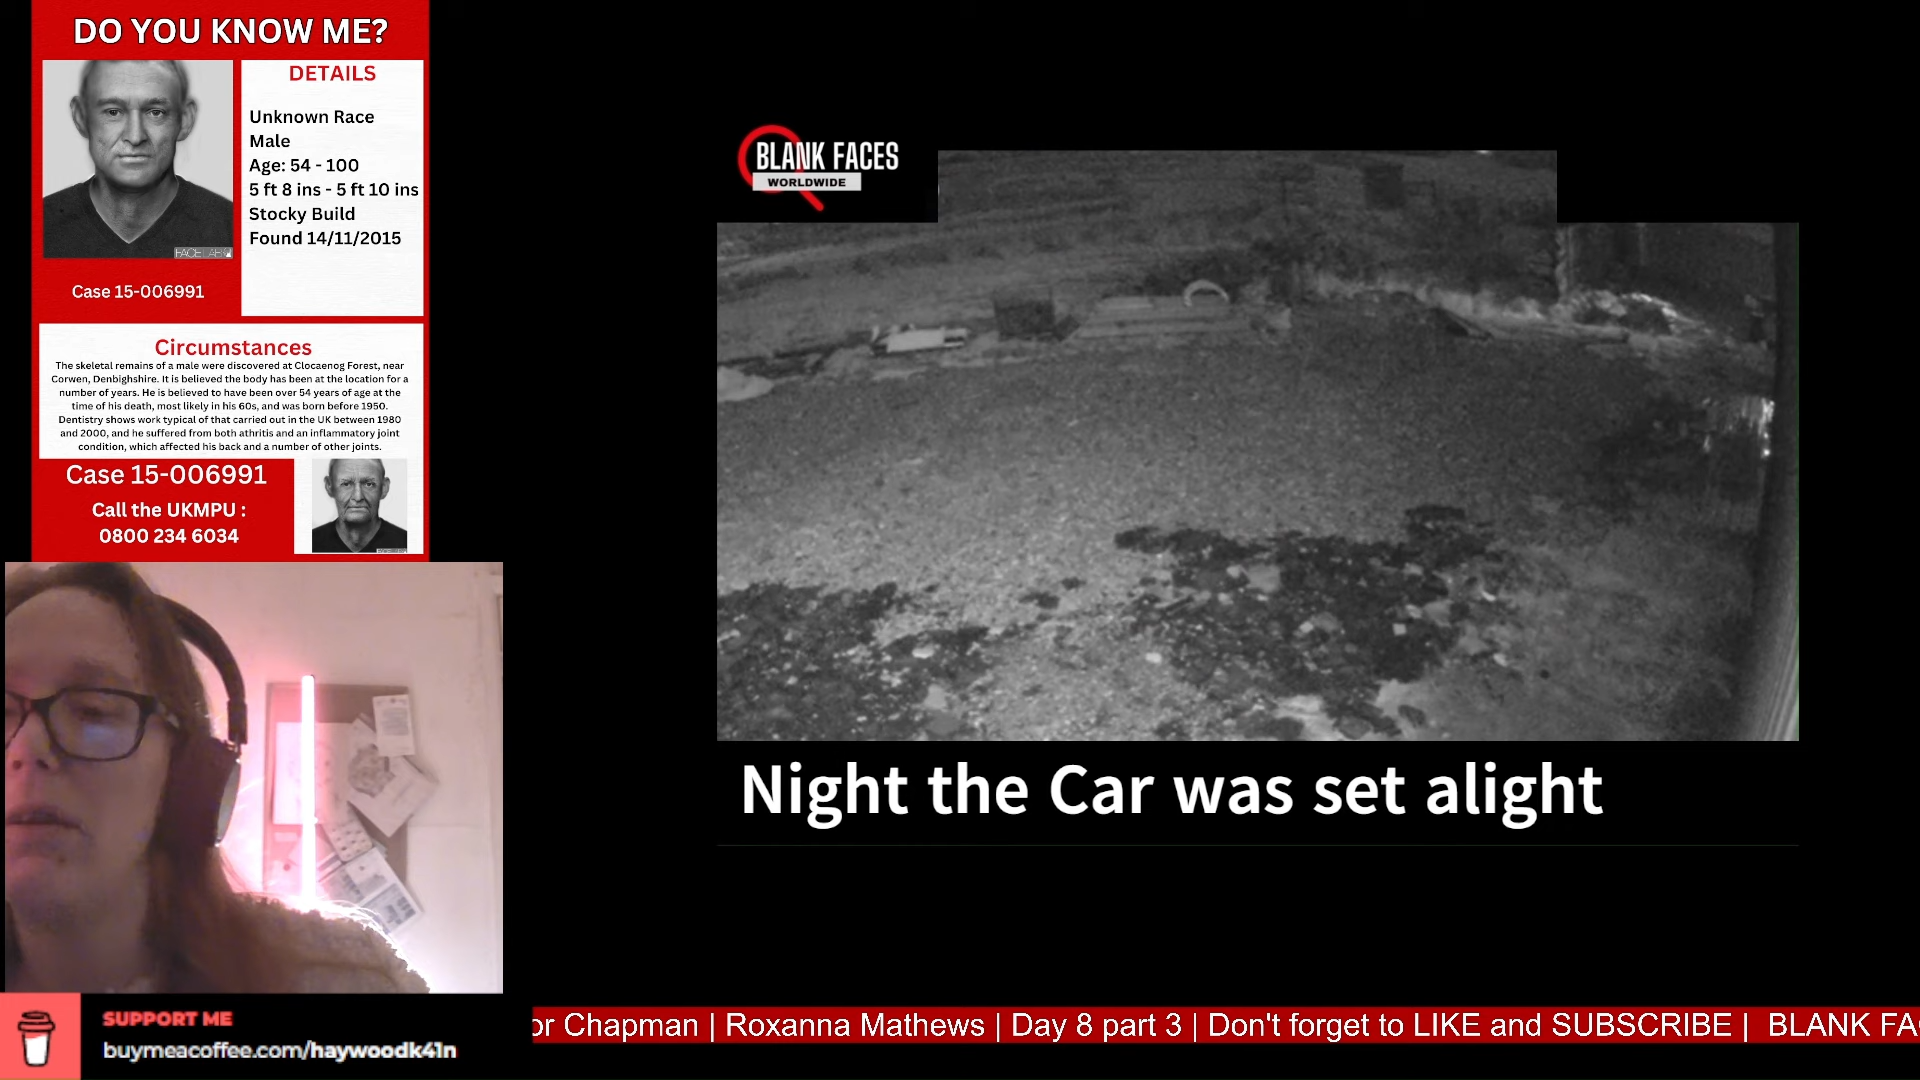 DO YOU KNOW ME?
DETAILS
Unknown Race
Male
Age: 54 - 100
5 ft 8 ins - 5 ft 10 ins
Stocky Build
Found 14/11/2015
Case 15-006991
Circumstances
The skeletal remains of a male were discovered at Clocaenog Forest, near
Corwen, Denbighshire. It is believed the body has been at the location for a
number of years. He is believed to have been over 54 years of age at the
time of his death, most likely in his 60s, and was born before 1950.
Dentistry shows work typical of that carried out in the UK between 1980
and 2000, and he suffered from both athritis and an inflammatory joint
condition, which affected his back and a number of other joints.
Case 15-006991
Call the UKMPU :
0800 234 6034
BLANK FACES
WORLDWIDE
Night the Car was set alight
SUPPORT ME
buymeacoffee.com/haywoodk41n
or Chapman | Roxanna Mathews | Day 8 part 3 | Don't forget to LIKE and SUBSCRIBE | BLANK FA